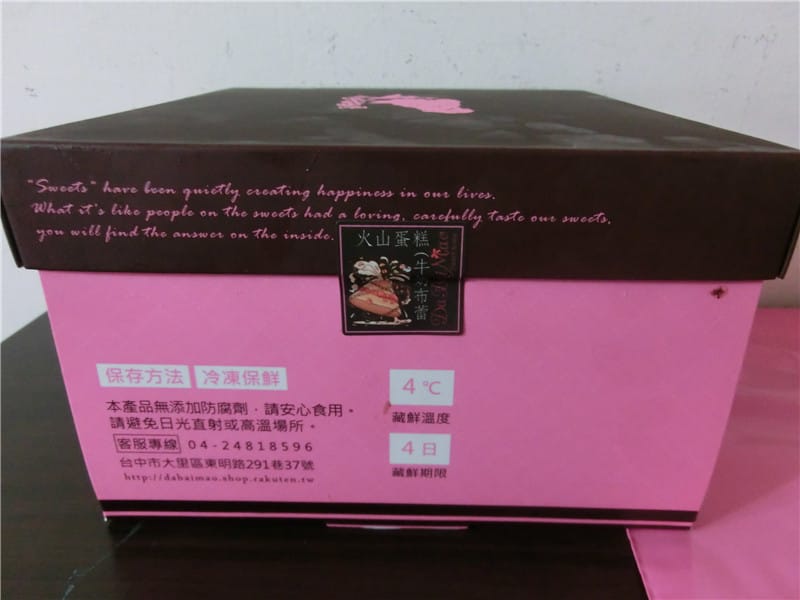 "Sweets" have been quietly creating happiness in our lives.
What it's like people on the sweets had a loving, carefully taste our sweets,
you will find the answer on the inside.
火山蛋糕
(牛奶布蕾
保存方法 冷凍保鮮
本產品無添加防腐劑，請安心食用。
請避免日光直射或高溫場所。
客服專線 04-24818596
台中市大里區東明路291巷37號
http://dabaimao.shop.rakuten.tw
4℃
藏鮮溫度
4日
藏鮮期限